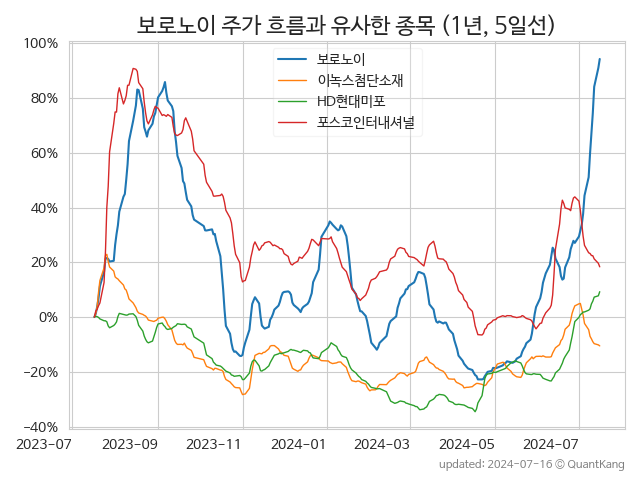 보로노이 주가 흐름과 유사한 종목 (1년, 5일선)
100%
80%
60%
40%
20%
0%
−20%
−40%
보로노이
이녹스첨단소재
HD현대미포
포스코인터내셔널
2023-07
2023-09
2023-11
2024-01
2024-03
2024-05
2024-07
updated: 2024-07-16 © QuantKang